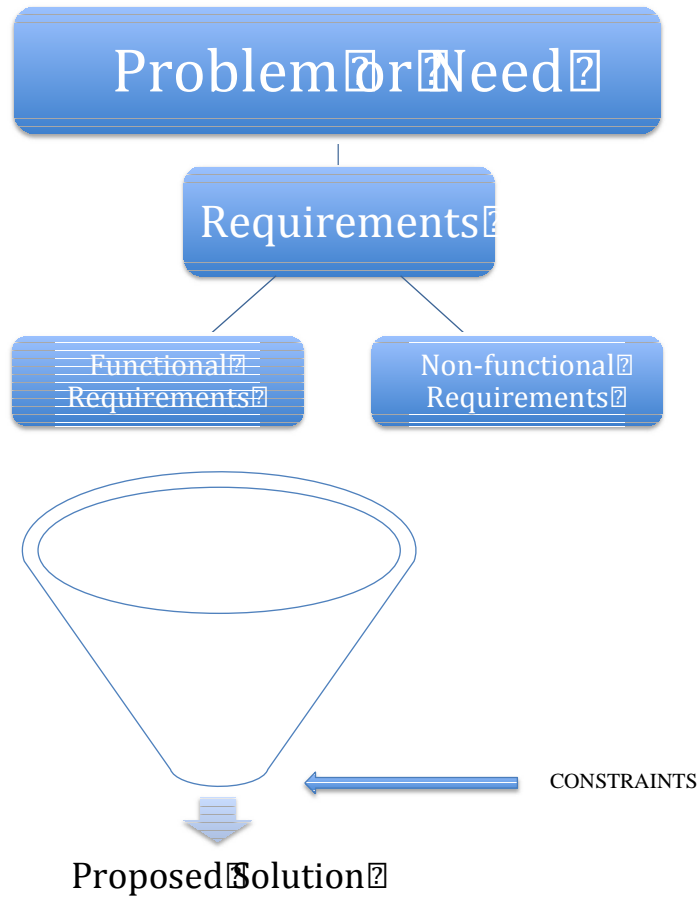 Problem or Need
Requirements
Functional
Requirements
Non-functional
Requirements
CONSTRAINTS
Proposed Solution